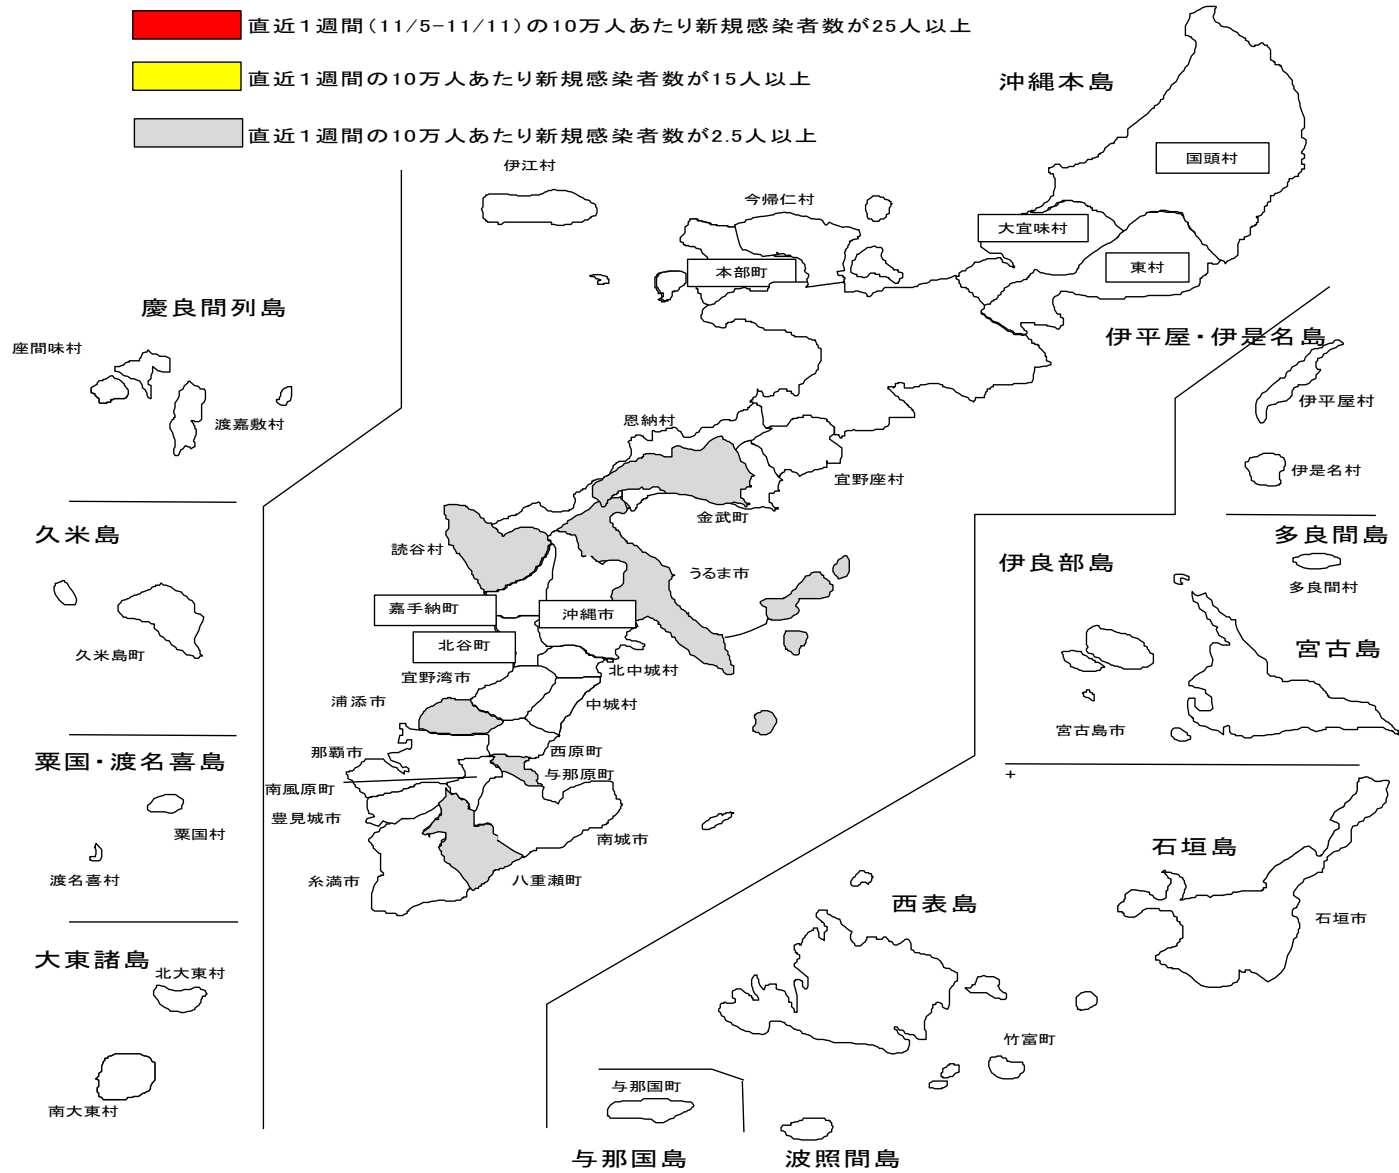 直近1週間(11/5-11/11)の10万人あたり新規感染者数が25人以上
直近1週間の10万人あたり新規感染者数が15人以上
直近1週間の10万人あたり新規感染者数が2.5人以上
沖縄本島
国頭村
伊江村
今帰仁村
大宜味村
東村
本部町
慶良間列島
座間味村
渡嘉敷村
伊平屋・伊是名島
伊平屋村
伊是名村
恩納村
宜野座村
金武町
久米島
久米島町
読谷村
うるま市
嘉手納町
沖縄市
北谷町
北中城村
宜野湾市
中城村
浦添市
那覇市
西原町
与那原町
南風原町
豊見城市
南城市
糸満市
八重瀬町
多良間島
多良間村
伊良部島
宮古島
宮古島市
+
粟国・渡名喜島
粟国村
渡名喜村
大東諸島
北大東村
南大東村
石垣島
石垣市
西表島
竹富町
与那国町
与那国島
波照間島